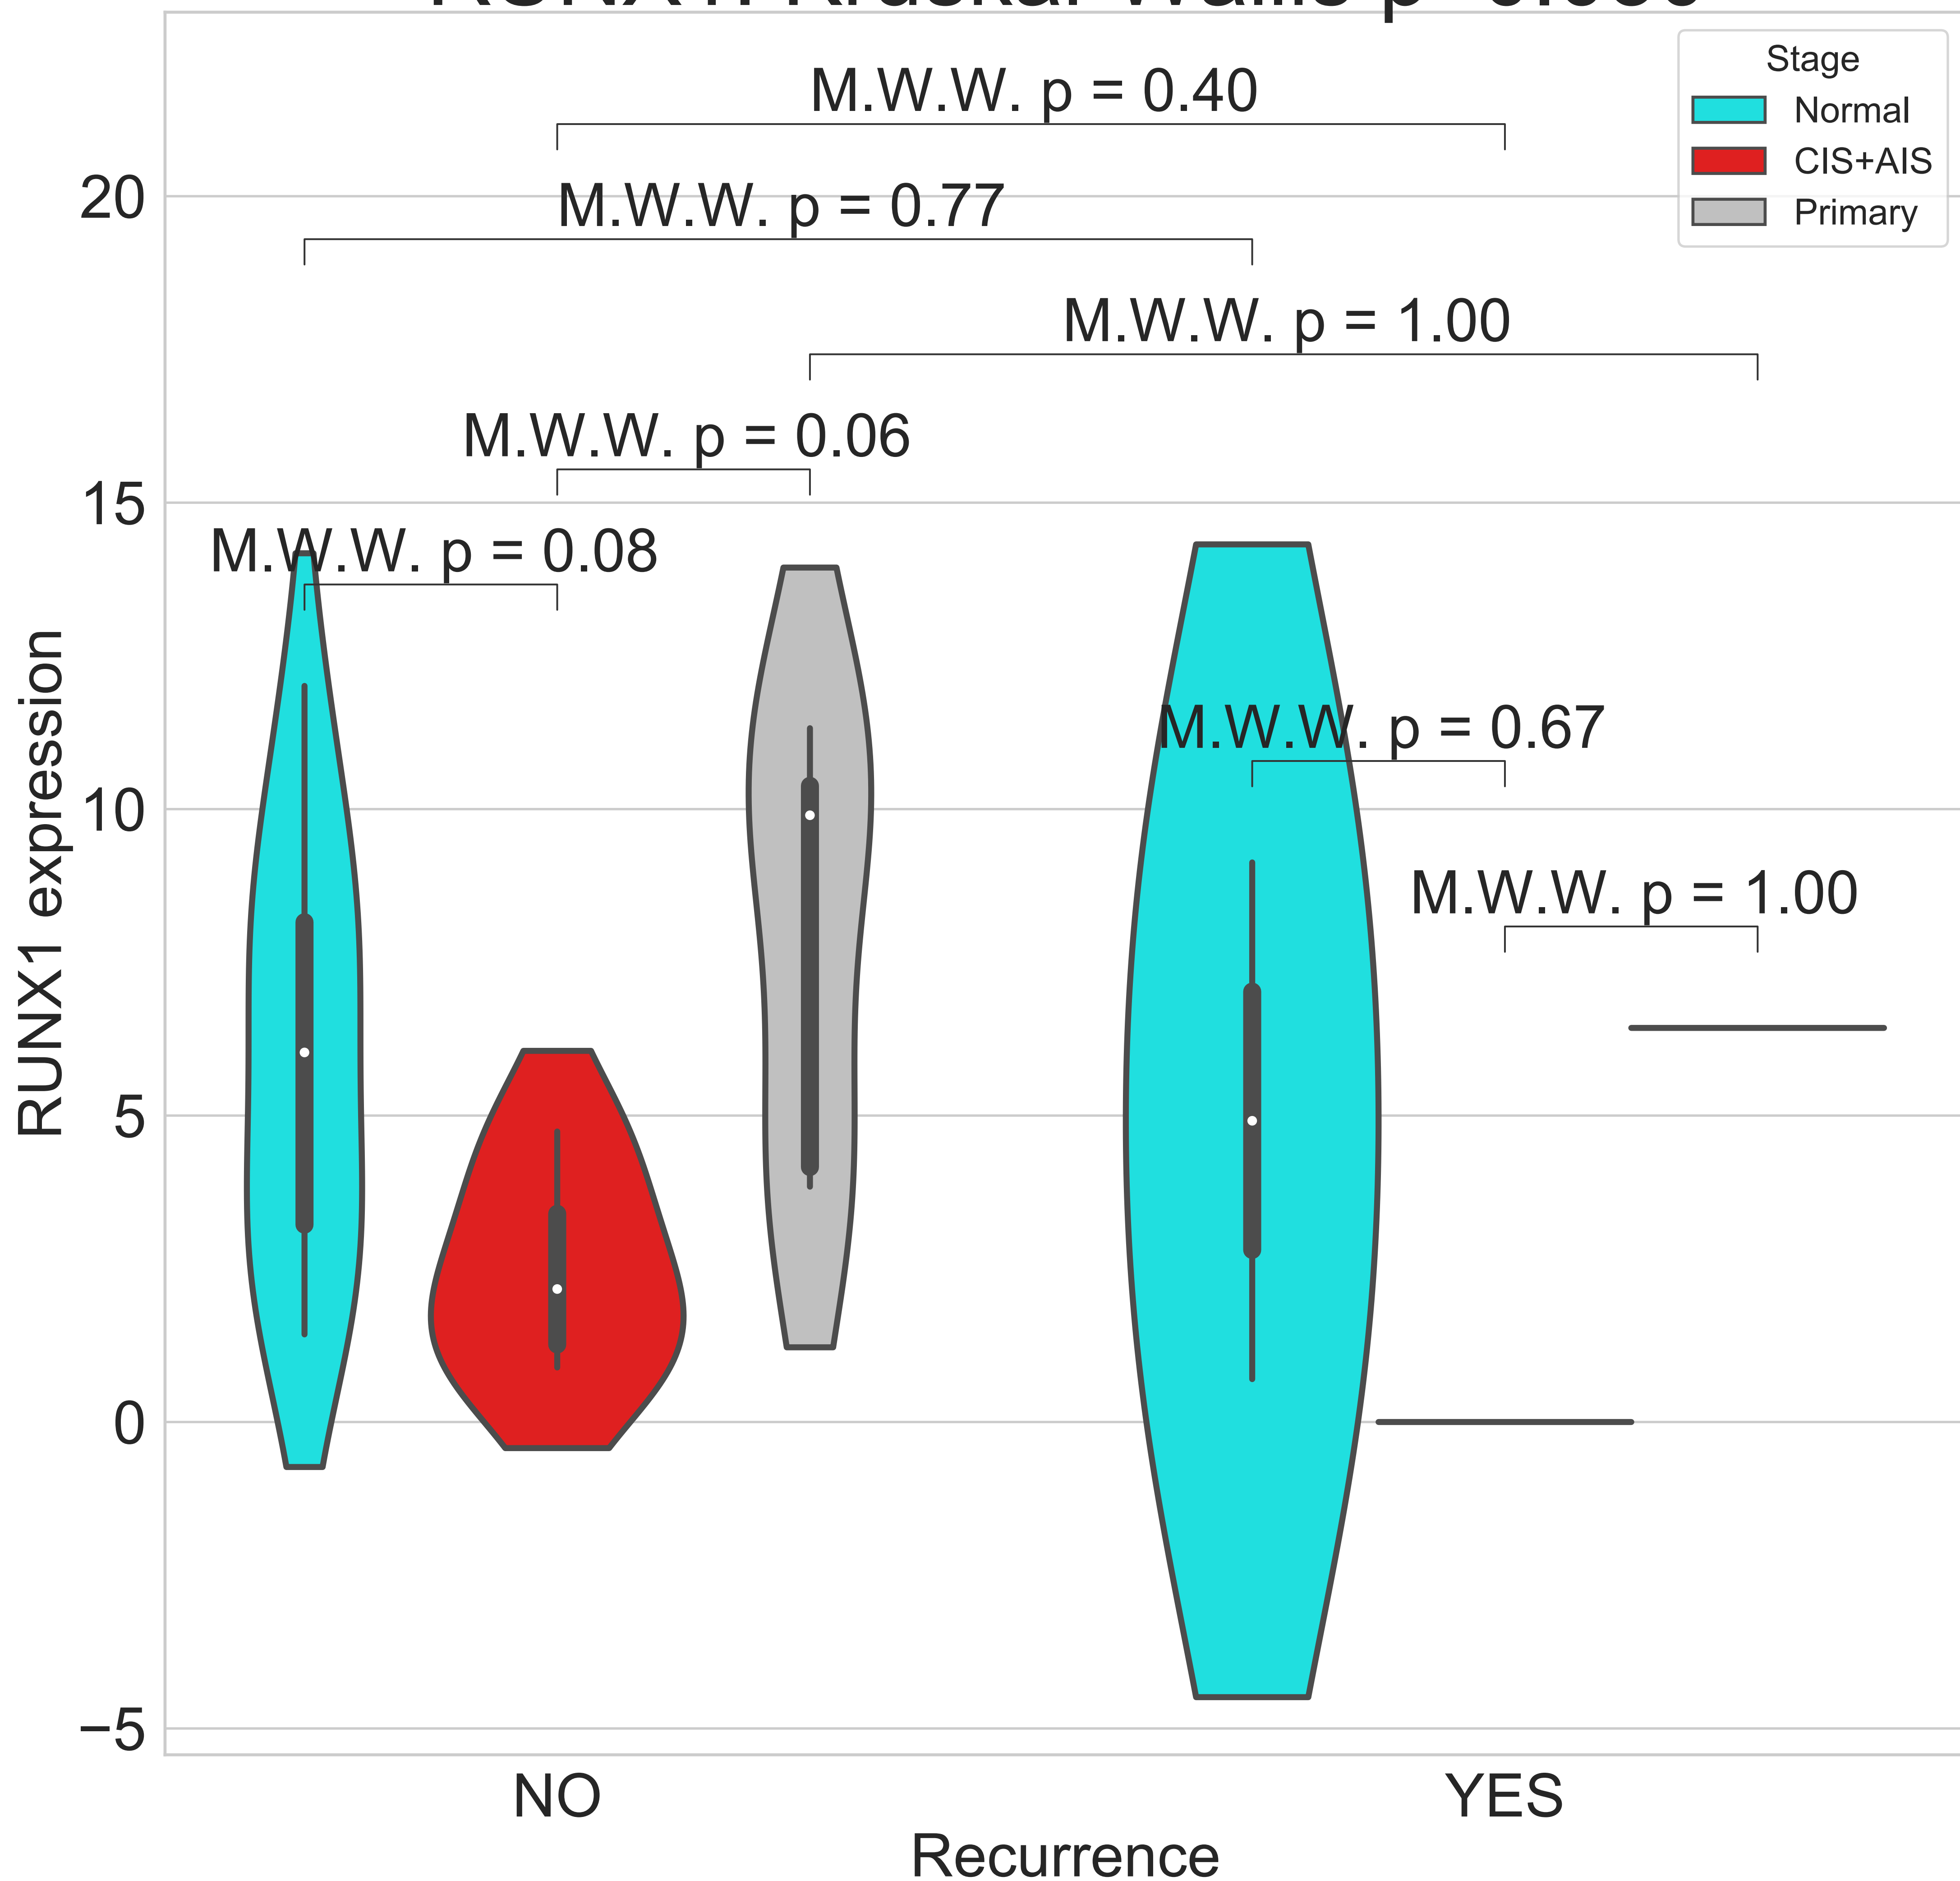 Stage
Normal
CIS+AIS
Primary
M.W.W. p = 0.40
M.W.W. p = 0.77
M.W.W. p = 1.00
M.W.W. p = 0.06
M.W.W. p = 0.08
M.W.W. p = 0.67
M.W.W. p = 1.00
20
15
10
5
0
−5
RUNX1 expression
NO
YES
Recurrence